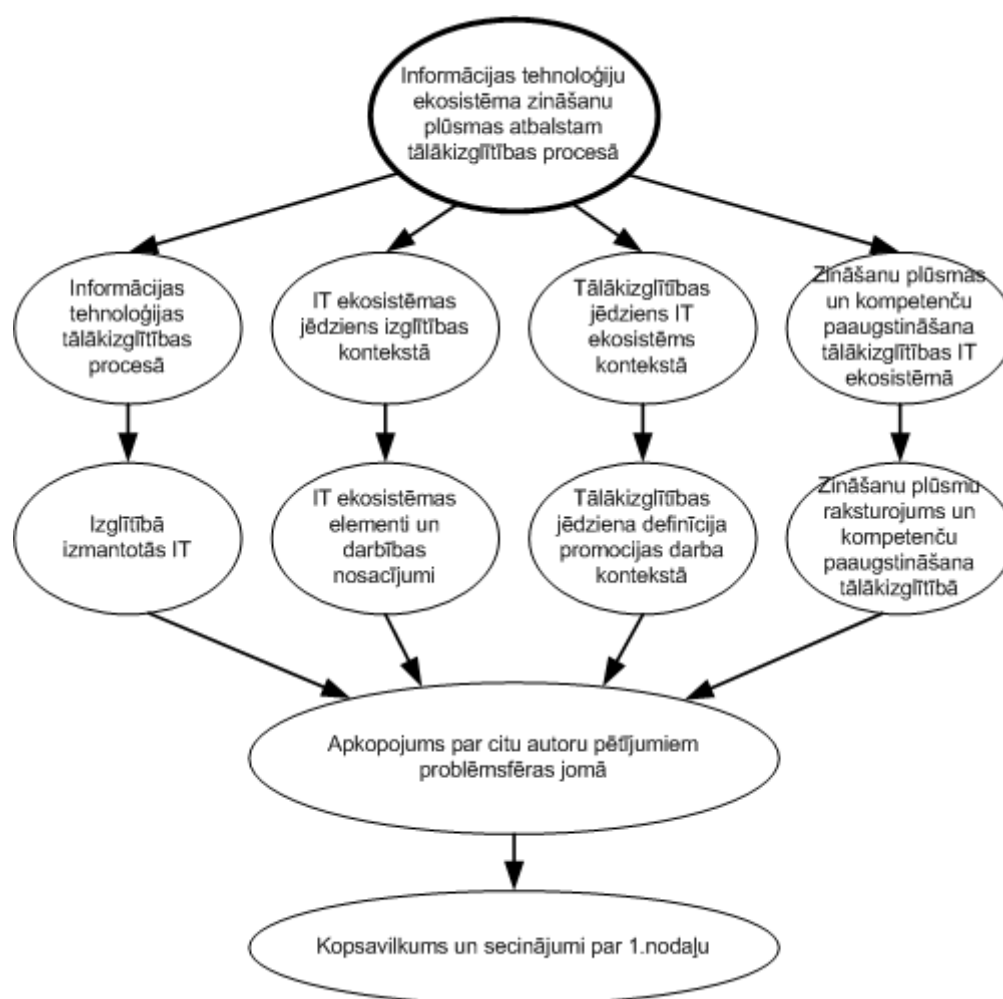 Informācijas tehnoloģiju
ekosistēma zināšanu
plūsmas atbalstam
tālākizglītības procesā
Informācijas
tehnoloģijas
tālākizglītības
procesā
IT ekosistēmas
jēdziens izglītības
kontekstā
Tālākizglītības
jēdziens IT
ekosistēms
kontekstā
Zināšanu plūsmas
un kompetenču
paaugstināšana
tālākizglītības IT
ekosistēmā
Izglītībā
izmantotās IT
IT ekosistēmas
elementi un
darbības
nosacījumi
Tālākizglītības
jēdziena definīcija
promocijas darba
kontekstā
Zināšanu plūsmu
raksturojums un
kompetenču
paaugstināšana
tālākizglītībā
Apkopojums par citu autoru pētījumiem
problēmsfēras jomā
Kopsavilkums un secinājumi par 1.nodaļu